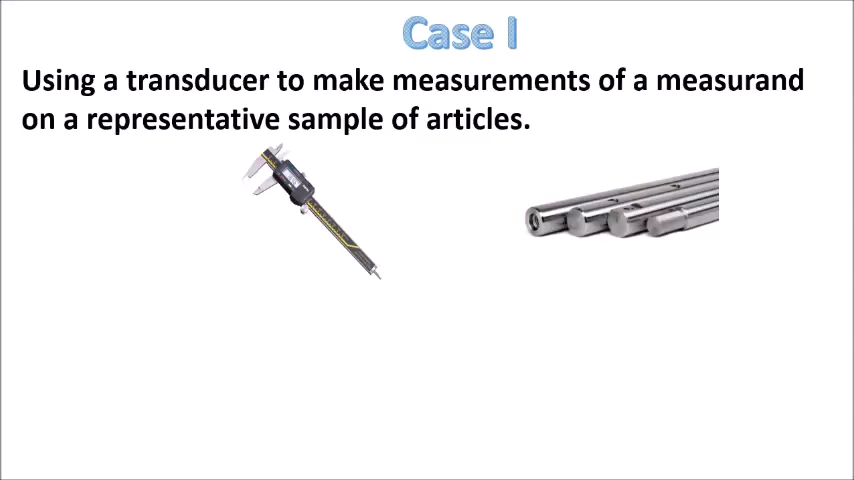 Case I
Using a transducer to make measurements of a measurand
on a representative sample of articles.